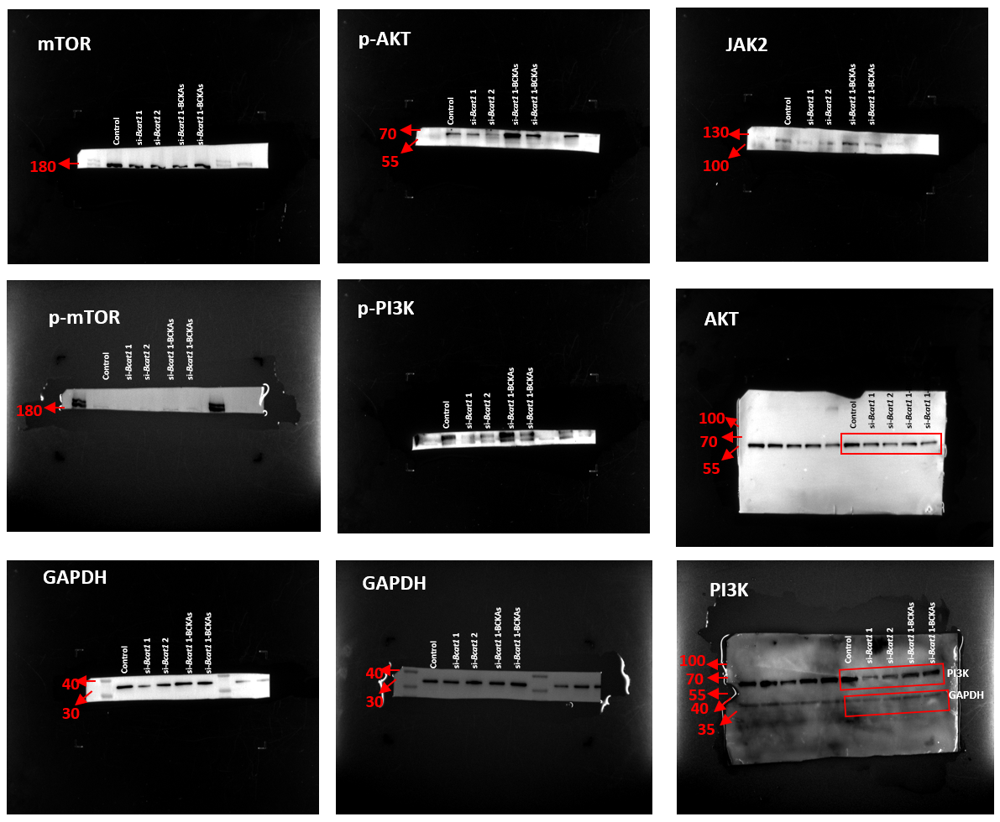 mTOR
Control
si-Bcat1 1
si-Bcat1 2
si-Bcat1 1-BCKAs
si-Bcat1 1-BCKAs
180
p-AKT
Control
si-Bcat1 1
si-Bcat1 2
si-Bcat1 1-BCKAs
si-Bcat1 1-BCKAs
70
55
JAK2
Control
si-Bcat1 1
si-Bcat1 2
si-Bcat1 1-BCKAs
si-Bcat1 1-BCKAs
130
100
p-mTOR
Control
si-Bcat1 1
si-Bcat1 2
si-Bcat1 1-BCKAs
si-Bcat1 1-BCKAs
180
p-PI3K
Control
si-Bcat1 1
si-Bcat1 2
si-Bcat1 1-BCKAs
si-Bcat1 1-BCKAs
AKT
Control
si-Bcat1 1
si-Bcat1 2
si-Bcat1 1-
si-Bcat1 1-
100
70
55
GAPDH
Control
si-Bcat1 1
si-Bcat1 2
si-Bcat1 1-BCKAs
si-Bcat1 1-BCKAs
40
30
GAPDH
Control
si-Bcat1 1
si-Bcat1 2
si-Bcat1 1-BCKAs
si-Bcat1 1-BCKAs
40
30
PI3K
Control
si-Bcat1 1
si-Bcat1 2
si-Bcat1 1-BCKAs
si-Bcat1 1-BCKAs
100
70
55
40
35
PI3K
GAPDH